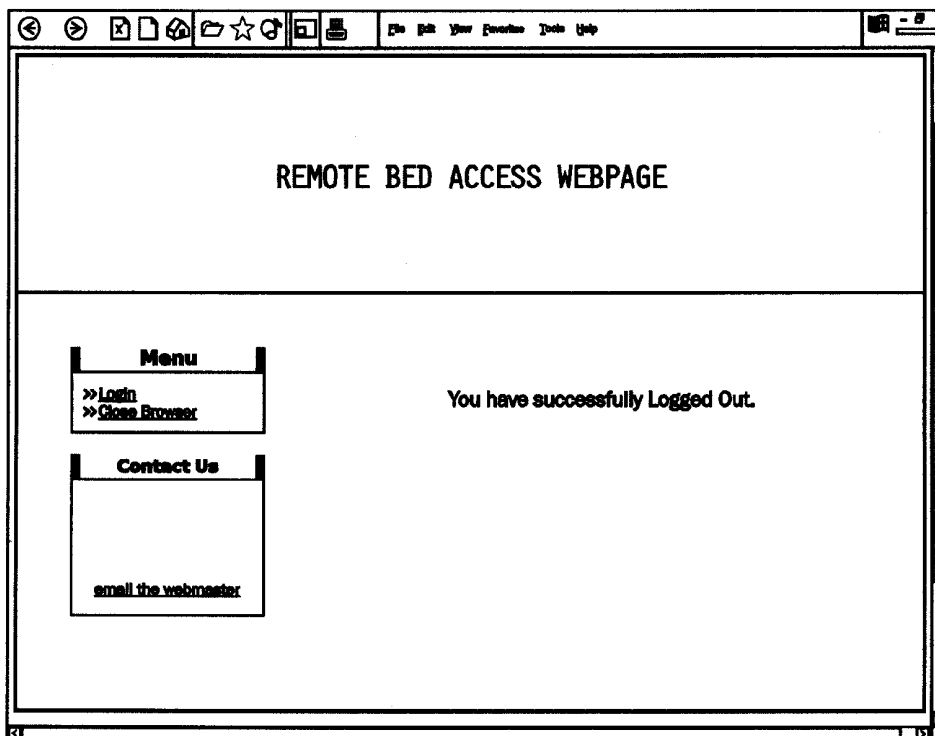 File Edit View Favorites Tools Help
REMOTE BED ACCESS WEBPAGE
Menu
>>Login
>>Close Browser
You have successfully Logged Out.
Contact Us
email the webmaster